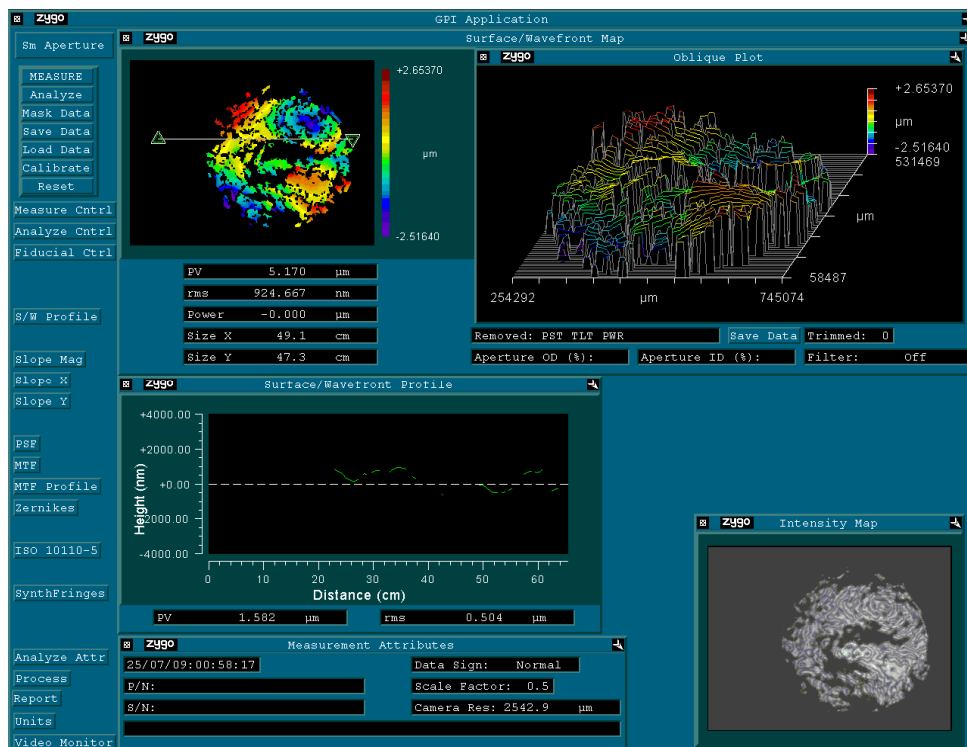 zygo GPI Application
Sm Aperture
MEASURE
Analyze
Mask Data
Save Data
Load Data
Calibrate
Reset
Measure Cntrl
Analyze Cntrl
Fiducial Ctrl
S/W Profile
Slope Mag
Slope X
Slope Y
PSF
MTF
MTF Profile
Zernikes
ISO 10110-5
SynthFringes
Analyze Attr
Process
Report
Units
Video Monitor
zygo Surface/Wavefront Map
+2.65370
µm
-2.51640
PV 5.170 µm
rms 924.667 nm
Power -0.000 µm
Size X 49.1 cm
Size Y 47.3 cm
zygo Oblique Plot
+2.65370
µm
-2.51640
531469
µm
58487
254292 µm 745074
Removed: PST TLT PWR Save Data Trimmed: 0
Aperture OD (%): Aperture ID (%): Filter: Off
zygo Surface/Wavefront Profile
+4000.00
+2000.00
+0.00
-2000.00
-4000.00
Height (nm)
0 10 20 30 40 50 60
Distance (cm)
PV 1.582 µm rms 0.504 µm
zygo Measurement Attributes
25/07/09:00:58:17 Data Sign: Normal
P/N: Scale Factor: 0.5
S/N: Camera Res: 2542.9 µm
zygo Intensity Map